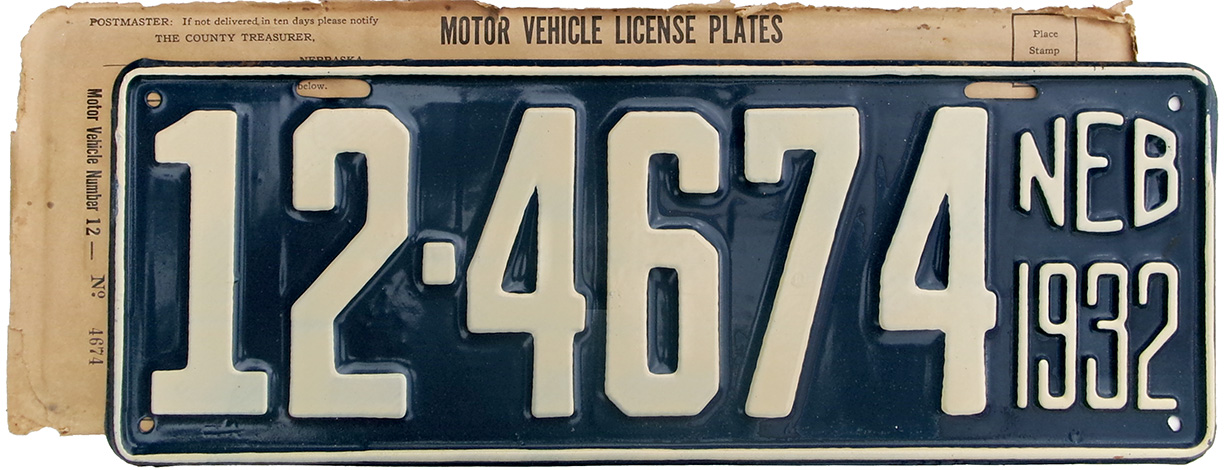 POSTMASTER: If not delivered, in ten days please notify
THE COUNTY TREASURER,
NEBRASKA
below.
MOTOR VEHICLE LICENSE PLATES
Place
Stamp
Motor Vehicle Number 12 — Nº 4674
12·4674
NEB
1932